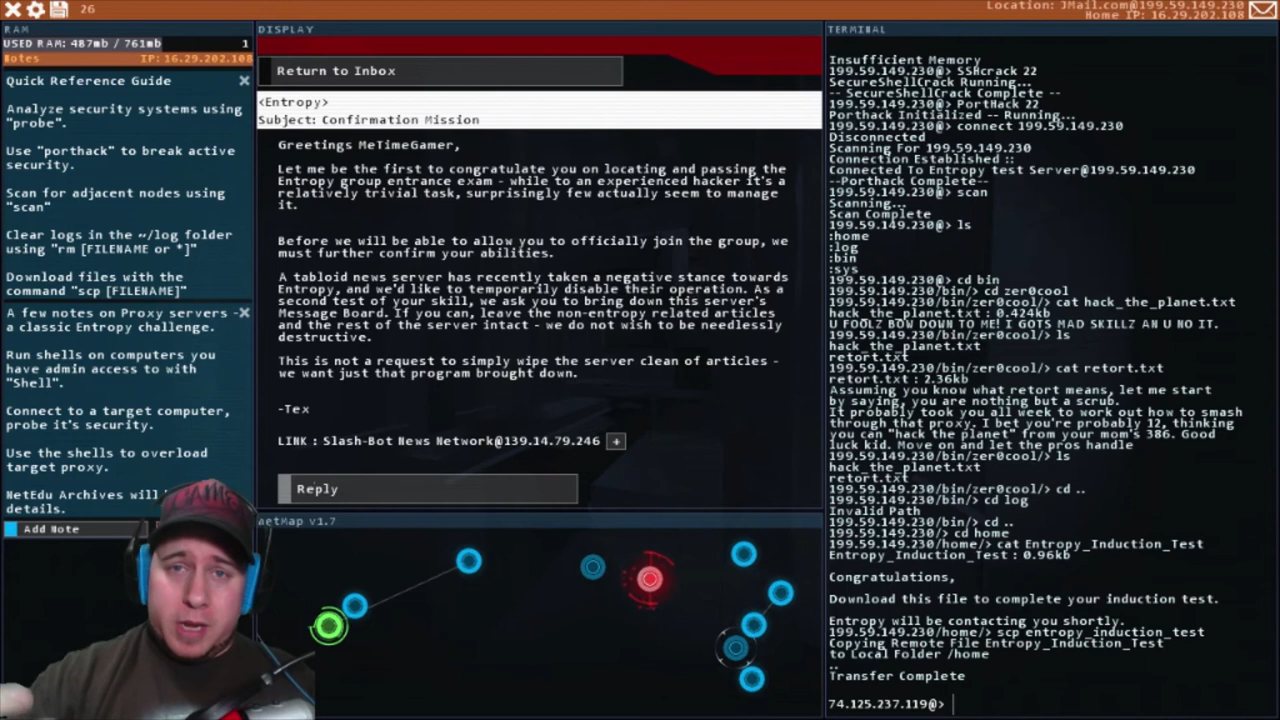 26
Location: JMail.com@199.59.149.230
Home IP: 16.29.202.108
RAM
USED RAM: 487mb / 761mb 1
Notes IP: 16.29.202.108
Quick Reference Guide
Analyze security systems using
"probe".
Use "porthack" to break active
security.
Scan for adjacent nodes using
"scan"
Clear logs in the ~/log folder
using "rm [FILENAME or *]"
Download files with the
command "scp [FILENAME]"
A few notes on Proxy servers -
a classic Entropy challenge.
Run shells on computers you
have admin access to with
"Shell".
Connect to a target computer,
probe it's security.
Use the shells to overload
target proxy.
NetEdu Archives will
details.
Add Note
DISPLAY
Return to Inbox
<Entropy>
Subject: Confirmation Mission
Greetings MeTimeGamer,
Let me be the first to congratulate you on locating and passing the
Entropy group entrance exam - while to an experienced hacker it's a
relatively trivial task, surprisingly few actually seem to manage
it.
Before we will be able to allow you to officially join the group, we
must further confirm your abilities.
A tabloid news server has recently taken a negative stance towards
Entropy, and we'd like to temporarily disable their operation. As a
second test of your skill, we ask you to bring down this server's
Message Board. If you can, leave the non-entropy related articles
and the rest of the server intact - we do not wish to be needlessly
destructive.
This is not a request to simply wipe the server clean of articles -
we want just that program brought down.
-Tex
LINK : Slash-Bot News Network@139.14.79.246 +
Reply
netMap v1.7
TERMINAL
Insufficient Memory
199.59.149.230@> SSHcrack 22
SecureShellCrack Running...
-- SecureShellCrack Complete --
199.59.149.230@> PortHack 22
Porthack Initialized -- Running...
199.59.149.230@> connect 199.59.149.230
Disconnected
Scanning For 199.59.149.230
Connection Established ::
Connected To Entropy test Server@199.59.149.230
--Porthack Complete--
199.59.149.230@> scan
Scanning...
Scan Complete
199.59.149.230@> ls
:home
:log
:bin
:sys
199.59.149.230@> cd bin
199.59.149.230/bin/> cd zer0cool
199.59.149.230/bin/zer0cool/> cat hack_the_planet.txt
hack_the_planet.txt : 0.424kb
U FOOLZ BOW DOWN TO ME! I GOTS MAD SKILLZ AN U NO IT.
199.59.149.230/bin/zer0cool/> ls
hack_the_planet.txt
retort.txt
199.59.149.230/bin/zer0cool/> cat retort.txt
retort.txt : 2.36kb
Assuming you know what retort means, let me start
by saying, you are nothing but a scrub.
It probably took you all week to work out how to smash
through that proxy. I bet you're probably 12, thinking
you can "hack the planet" from your mom's 386. Good
luck kid. Move on and let the pros handle
199.59.149.230/bin/zer0cool/> ls
hack_the_planet.txt
retort.txt
199.59.149.230/bin/zer0cool/> cd ..
199.59.149.230/bin/> cd log
Invalid Path
199.59.149.230/bin/> cd ..
199.59.149.230@> cd home
199.59.149.230/home/> cat Entropy_Induction_Test
Entropy_Induction_Test : 0.96kb
Congratulations,
Download this file to complete your induction test.
Entropy will be contacting you shortly.
199.59.149.230/home/> scp entropy_induction_test
Copying Remote File Entropy_Induction_Test
to Local Folder /home
..
Transfer Complete
74.125.237.119@>